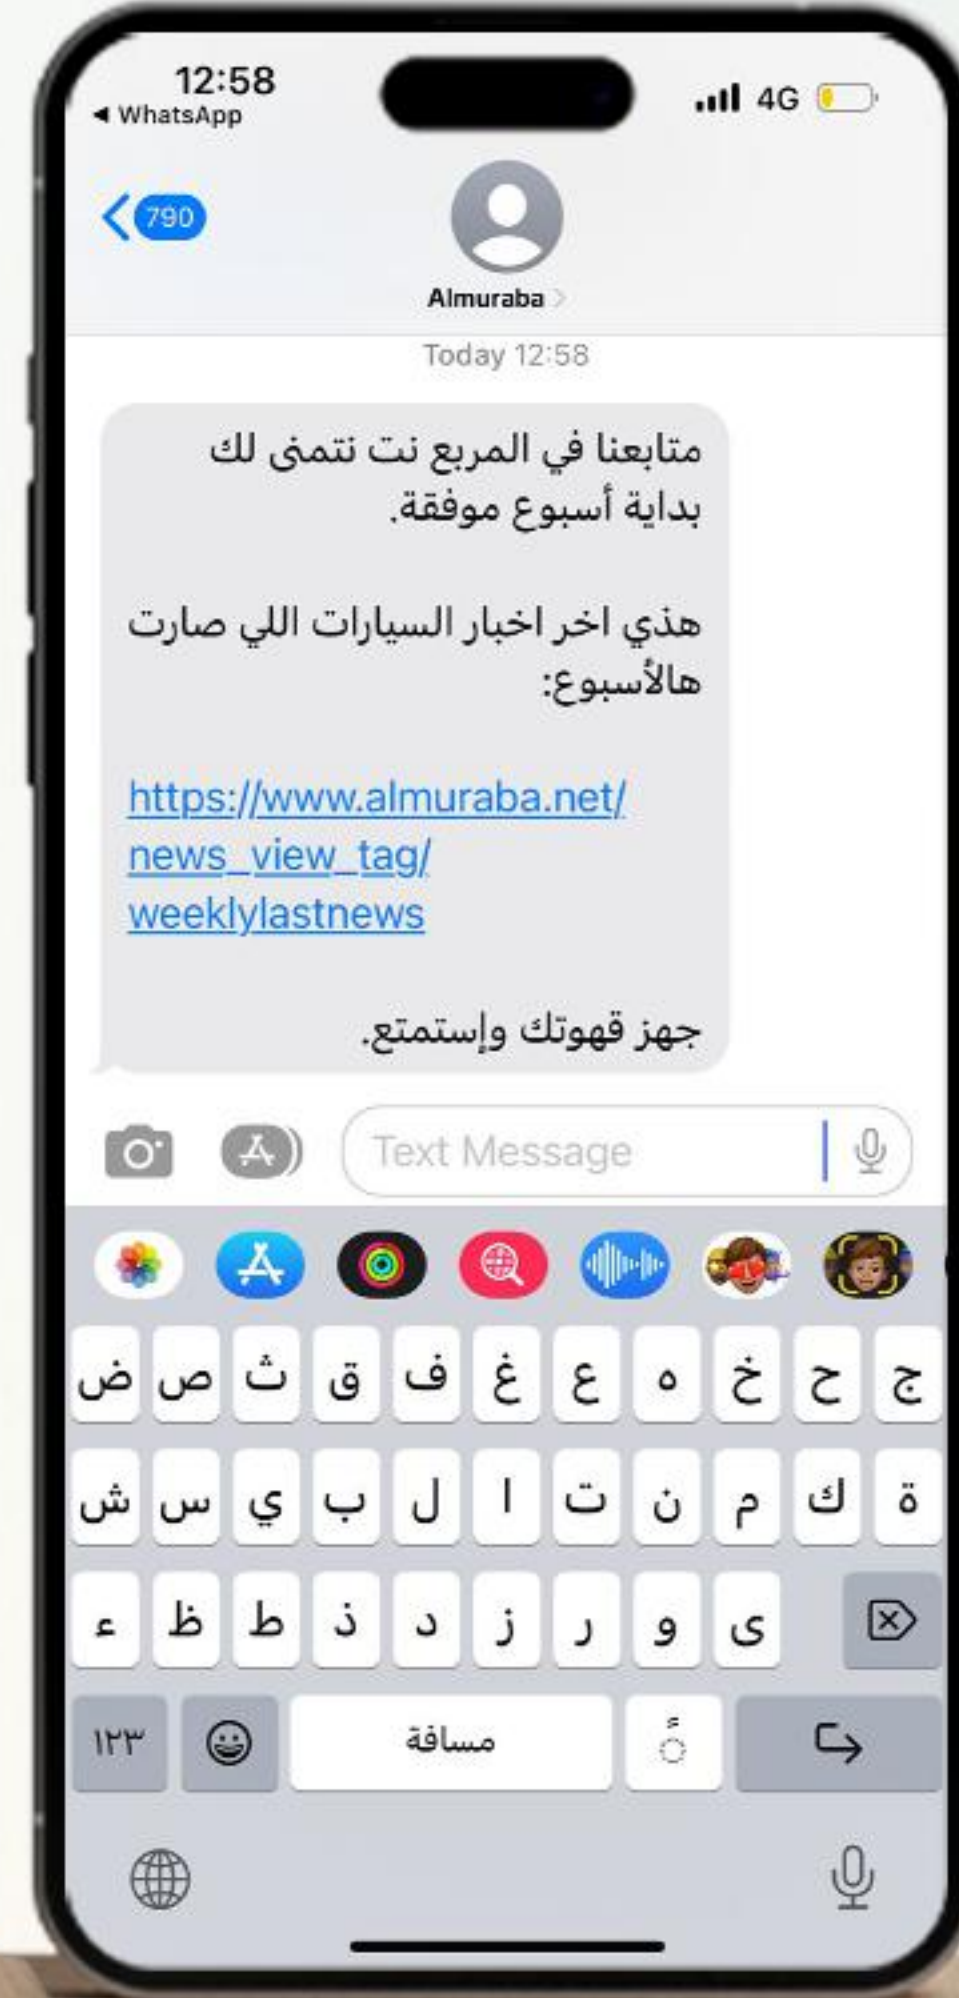 12:58
◀ WhatsApp
4G
790
Almuraba
Today 12:58
متابعنا في المربع نت نتمنى لك
بداية أسبوع موفقة.
هذي اخر اخبار السيارات اللي صارت
هالأسبوع:
https://www.almuraba.net/
news_view_tag/
weeklylastnews
جهز قهوتك وإستمتع.
Text Message
ض ص ث ق ف غ ع ه خ ح ج
ش س ي ب ل ا ت ن م ك ة
ء ظ ط ذ د ز ر و ى
١٢٣ مسافة